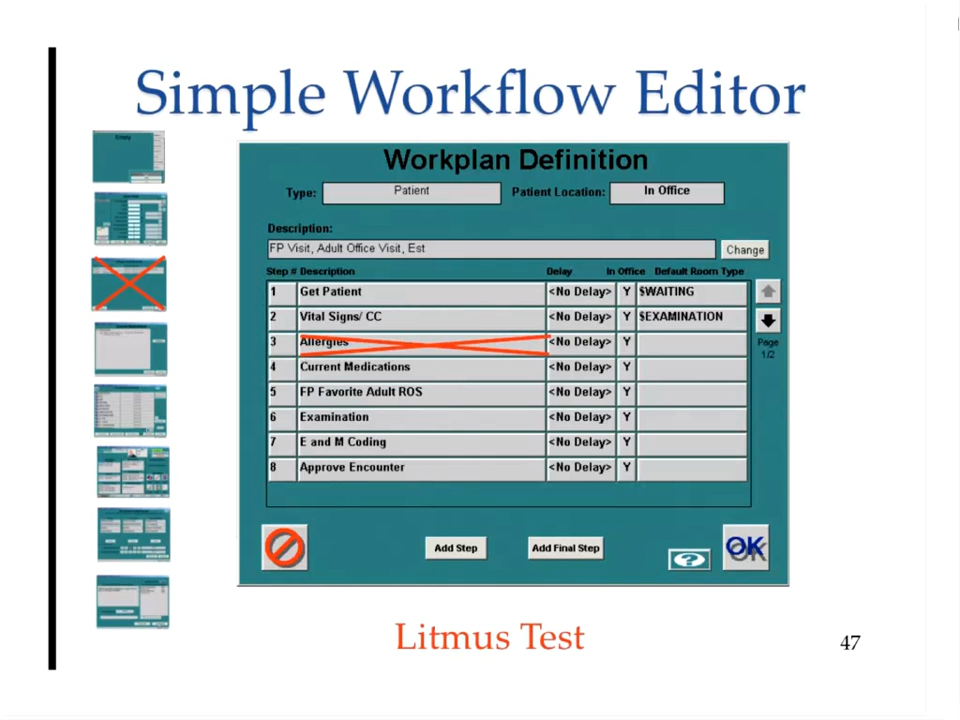 Simple Workflow Editor
Workplan Definition
Type: Patient Patient Location: In Office
Description:
FP Visit, Adult Office Visit, Est Change
Step # Description Delay In Office Default Room Type
1 Get Patient <No Delay> Y $WAITING
2 Vital Signs/ CC <No Delay> Y $EXAMINATION
3 Allergies <No Delay> Y
Page
1/2
4 Current Medications <No Delay> Y
5 FP Favorite Adult ROS <No Delay> Y
6 Examination <No Delay> Y
7 E and M Coding <No Delay> Y
8 Approve Encounter <No Delay> Y
Add Step Add Final Step ? OK
Litmus Test
47